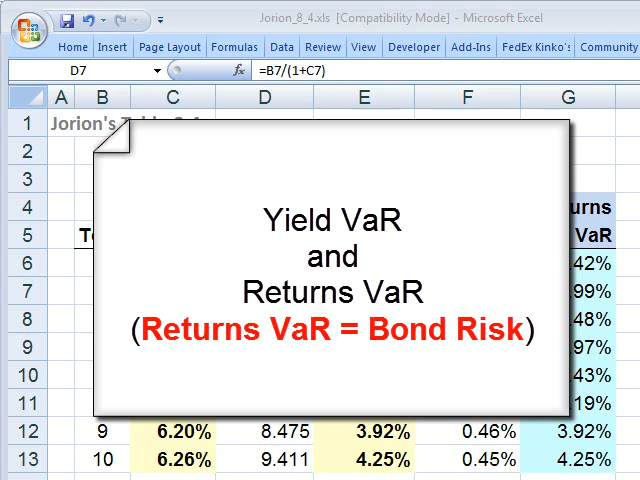 Jorion_8_4.xls [Compatibility Mode] - Microsoft Excel
Home Insert Page Layout Formulas Data Review View Developer Add-Ins FedEx Kinko's Community
D7 fx =B7/(1+C7)
A B C D E F G
1 Jorion's
2
3
4 urns
5 VaR
6 .42%
7 .99%
8 .48%
9 .97%
10 .43%
11 .19%
12 9 6.20% 8.475 3.92% 0.46% 3.92%
13 10 6.26% 9.411 4.25% 0.45% 4.25%
Yield VaR
and
Returns VaR
(Returns VaR = Bond Risk)